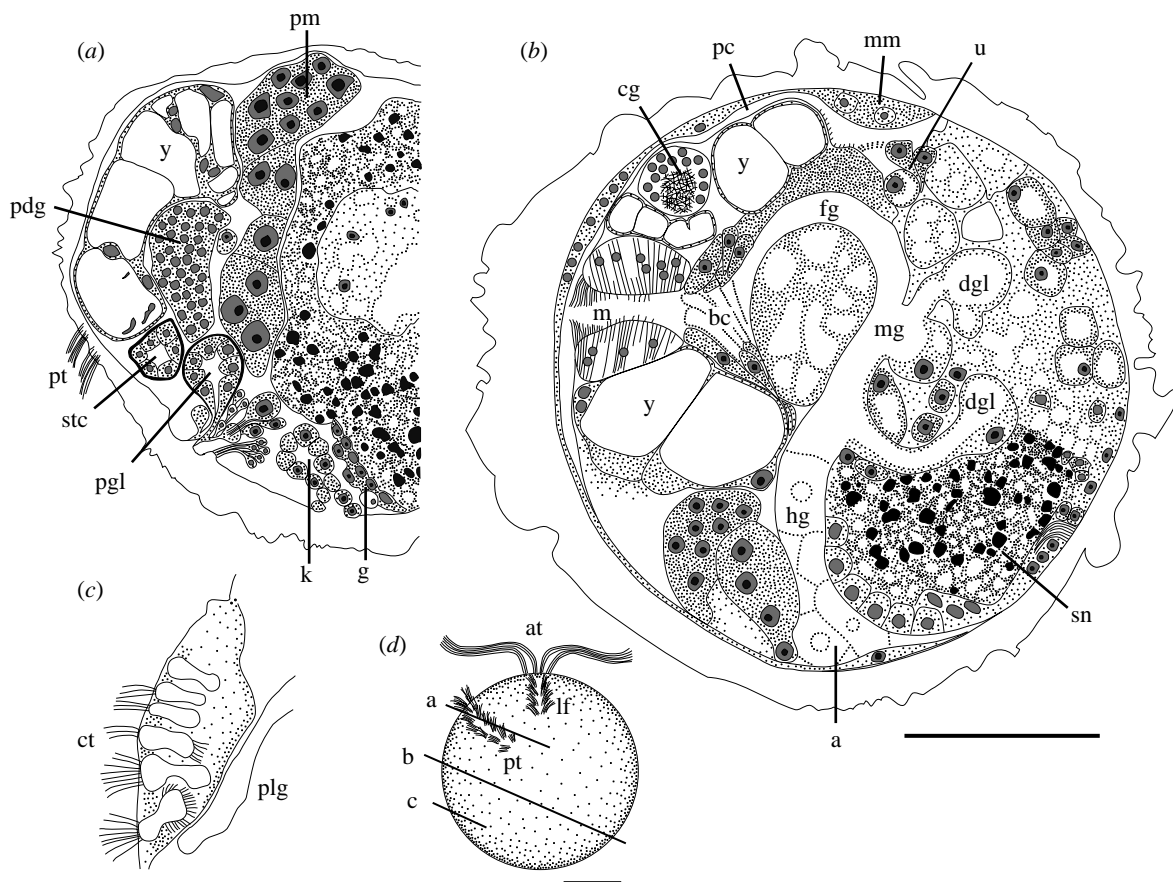 (a)
pm
y
pdg
pt
stc
pgl
k
g
(b)
pc
mm
u
cg
y
fg
dgl
m
bc
mg
y
dgl
hg
sn
a
(c)
ct
plg
(d)
at
a
lf
pt
b
c